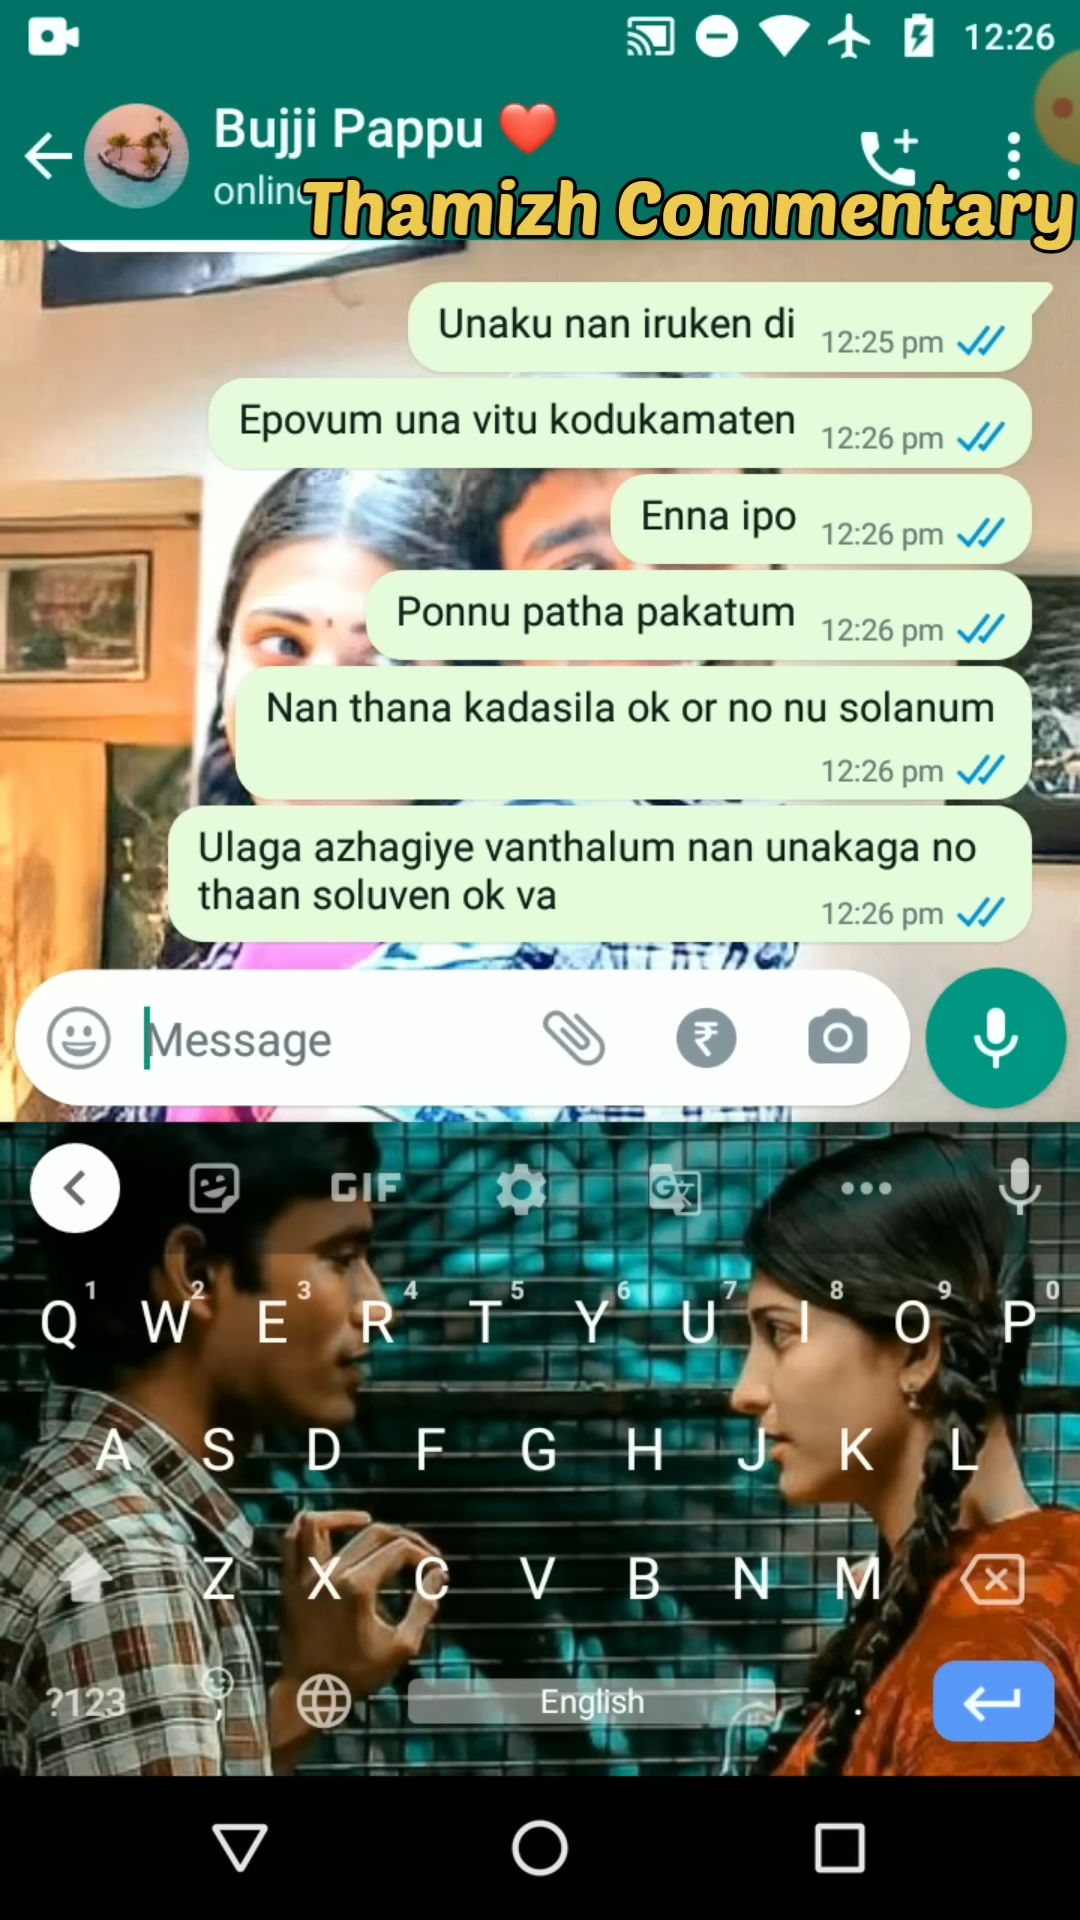 12:26
Bujji Pappu ❤️
online
Thamizh Commentary
Unaku nan iruken di
12:25 pm
Epovum una vitu kodukamaten
12:26 pm
Enna ipo
12:26 pm
Ponnu patha pakatum
12:26 pm
Nan thana kadasila ok or no nu solanum
12:26 pm
Ulaga azhagiye vanthalum nan unakaga no
thaan soluven ok va
12:26 pm
Message
GIF
1 2 3 4 5 6 7 8 9 0
Q W E R T Y U I O P
A S D F G H J K L
Z X C V B N M
?123 , English .